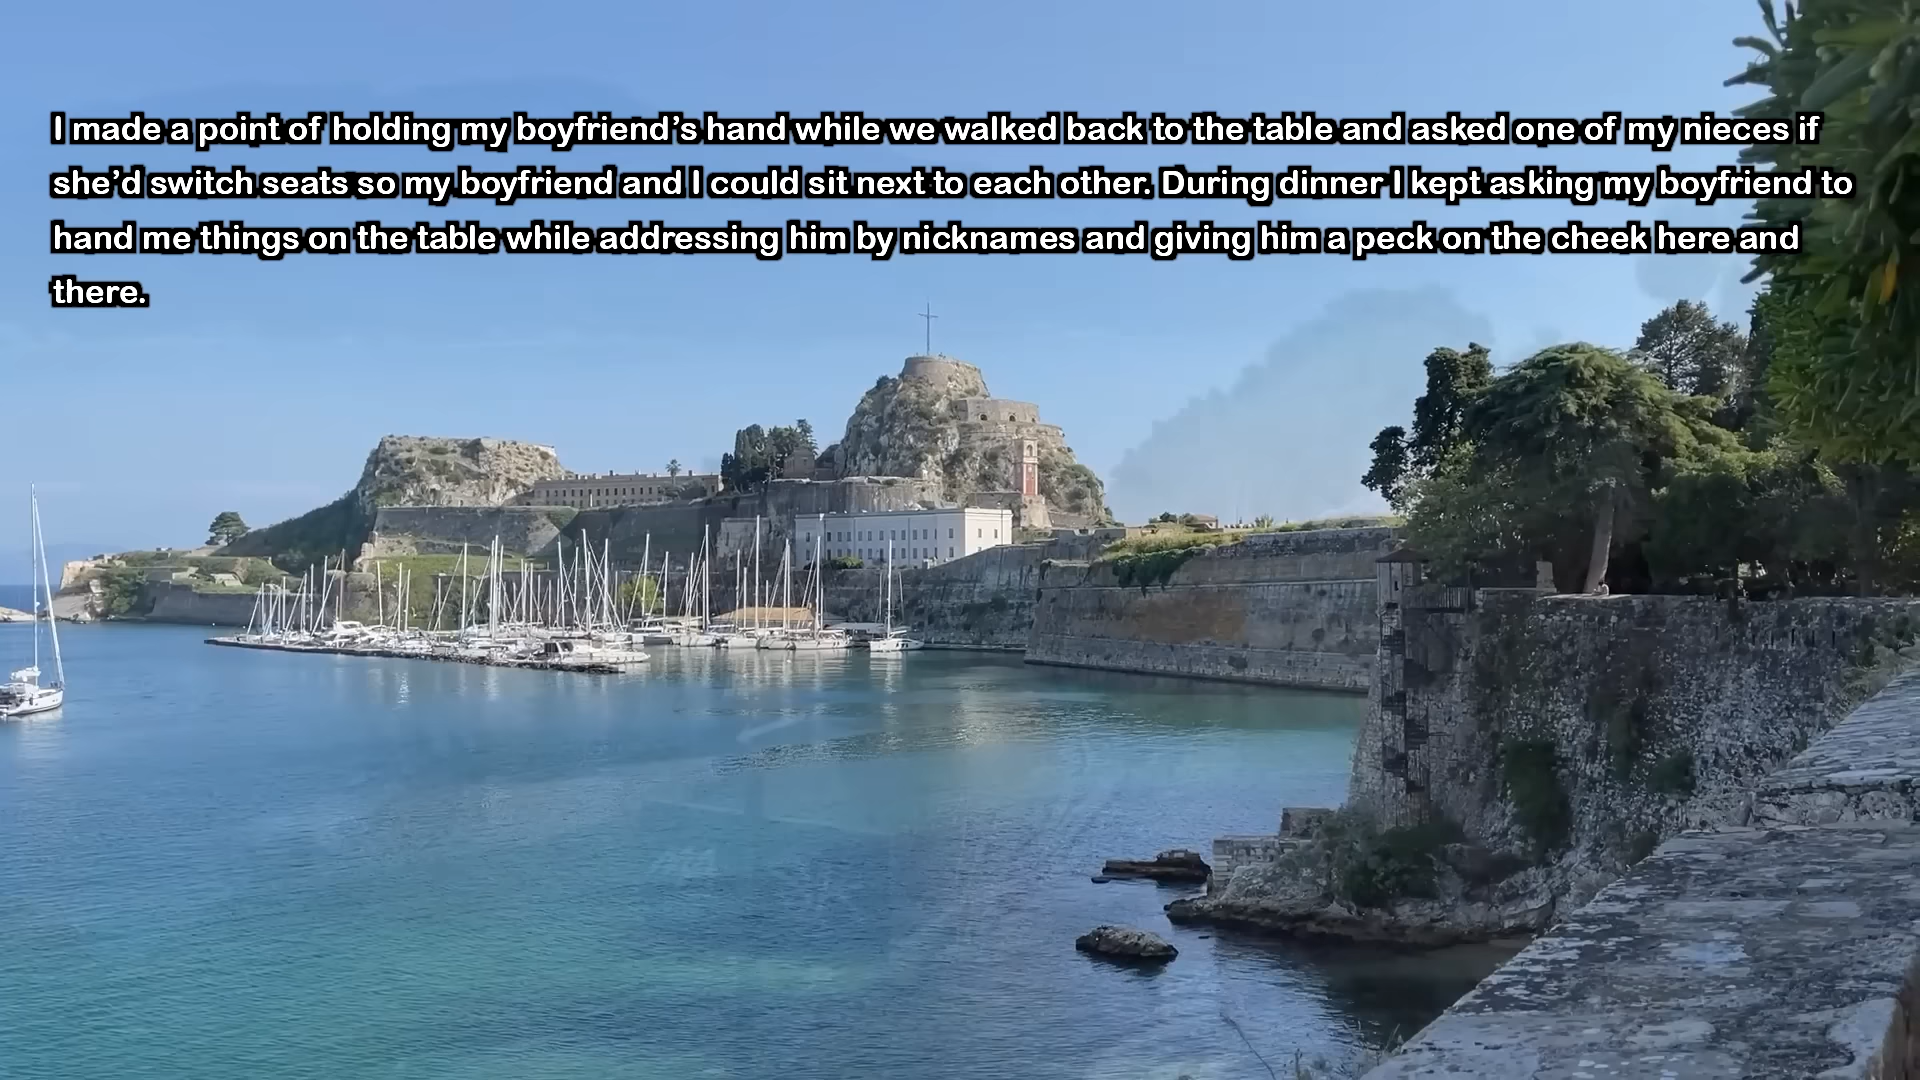 I made a point of holding my boyfriend’s hand while we walked back to the table and asked one of my nieces if
she’d switch seats so my boyfriend and I could sit next to each other. During dinner I kept asking my boyfriend to
hand me things on the table while addressing him by nicknames and giving him a peck on the cheek here and
there.